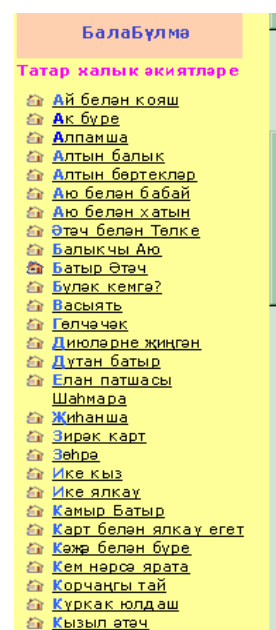 БалаБүлмә
Татар халык әкиятләре
Ай белән кояш
Ак бүре
Алпамша
Алтын балык
Алтын бөртекләр
Аю белән бабай
Аю белән хатын
Әтәч белән Төлке
Балыкчы Аю
Батыр Әтәч
Бүләк кемгә?
Васыять
Гөлчәчәк
Диюләрне җиңгән
Дутан батыр
Елан патшасы
Шаһмара
Җиһанша
Зирәк карт
Зөһрә
Ике кыз
Ике ялкау
Камыр Батыр
Карт белән ялкау егет
Кәҗә белән бүре
Кем нәрсә ярата
Корчаңгы тай
Куркак юлдаш
Кызыл әтәч